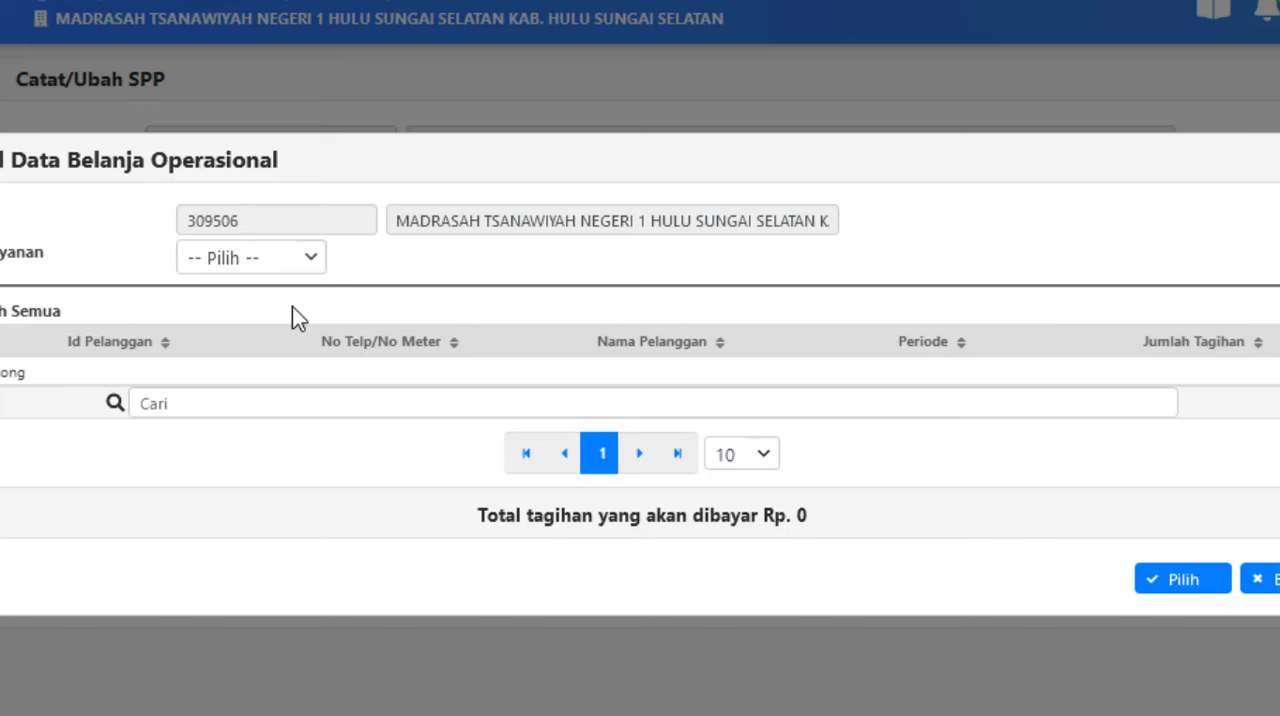 MADRASAH TSANAWIYAH NEGERI 1 HULU SUNGAI SELATAN KAB. HULU SUNGAI SELATAN
Catat/Ubah SPP
Data Belanja Operasional
309506 MADRASAH TSANAWIYAH NEGERI 1 HULU SUNGAI SELATAN K
yanan
-- Pilih --
h Semua
Id Pelanggan No Telp/No Meter Nama Pelanggan Periode Jumlah Tagihan
ong
Cari
1 10
Total tagihan yang akan dibayar Rp. 0
Pilih